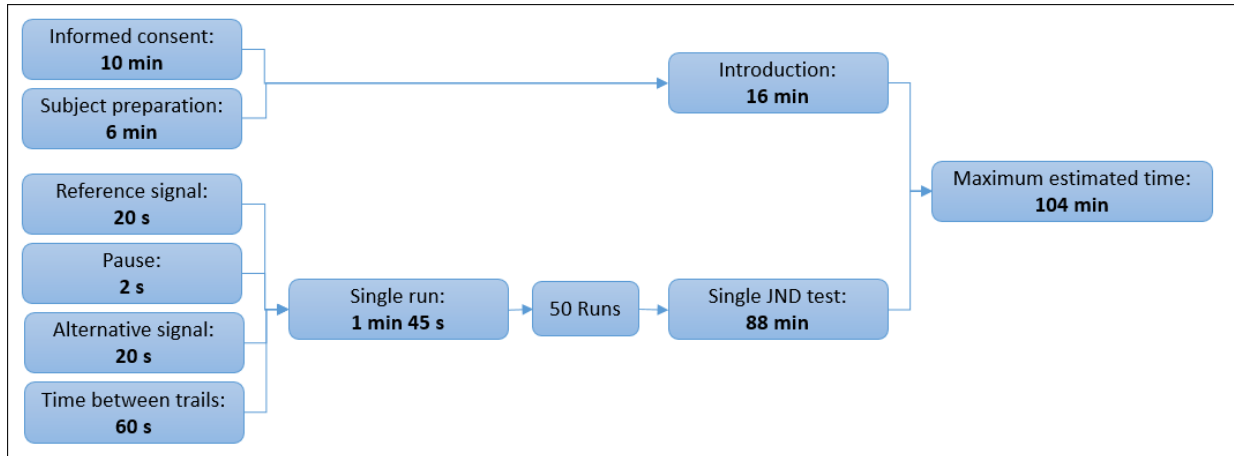 Informed consent:
10 min
Subject preparation:
6 min
Introduction:
16 min
Maximum estimated time:
104 min
Reference signal:
20 s
Pause:
2 s
Alternative signal:
20 s
Time between trails:
60 s
Single run:
1 min 45 s
50 Runs
Single JND test:
88 min